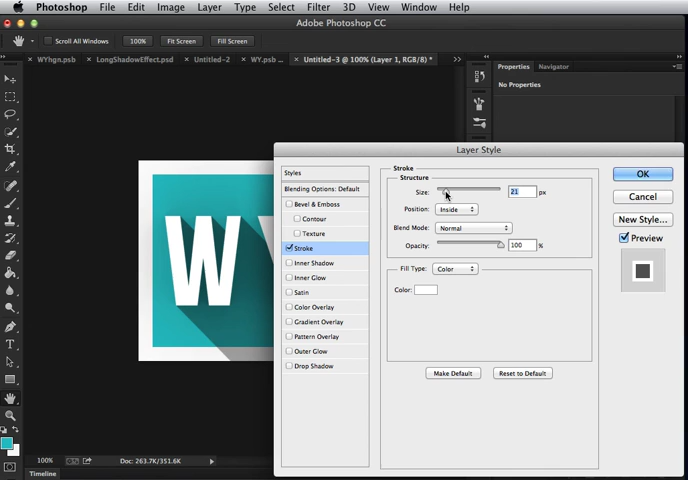 Photoshop File Edit Image Layer Type Select Filter 3D View Window Help
Adobe Photoshop CC
Scroll All Windows 100% Fit Screen Fill Screen
WYhgn.psb LongShadowEffect.psd Untitled-2 WY.psb ... Untitled-3 @ 100% (Layer 1, RGB/8) *
Properties Navigator
No Properties
Layer Style
Styles
Blending Options: Default
Bevel & Emboss
Contour
Texture
Stroke
Inner Shadow
Inner Glow
Satin
Color Overlay
Gradient Overlay
Pattern Overlay
Outer Glow
Drop Shadow
Stroke
Structure
Size: 21 px
Position: Inside
Blend Mode: Normal
Opacity: 100 %
Fill Type: Color
Color:
Make Default Reset to Default
OK
Cancel
New Style...
Preview
W
T
100% Doc: 263.7K/351.6K
Timeline